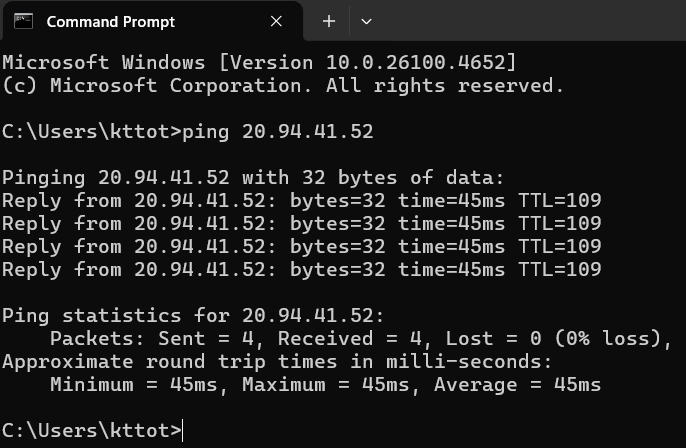 Command Prompt
Microsoft Windows [Version 10.0.26100.4652]
(c) Microsoft Corporation. All rights reserved.
C:\Users\kttot>ping 20.94.41.52
Pinging 20.94.41.52 with 32 bytes of data:
Reply from 20.94.41.52: bytes=32 time=45ms TTL=109
Reply from 20.94.41.52: bytes=32 time=45ms TTL=109
Reply from 20.94.41.52: bytes=32 time=45ms TTL=109
Reply from 20.94.41.52: bytes=32 time=45ms TTL=109
Ping statistics for 20.94.41.52:
    Packets: Sent = 4, Received = 4, Lost = 0 (0% loss),
Approximate round trip times in milli-seconds:
    Minimum = 45ms, Maximum = 45ms, Average = 45ms
C:\Users\kttot>